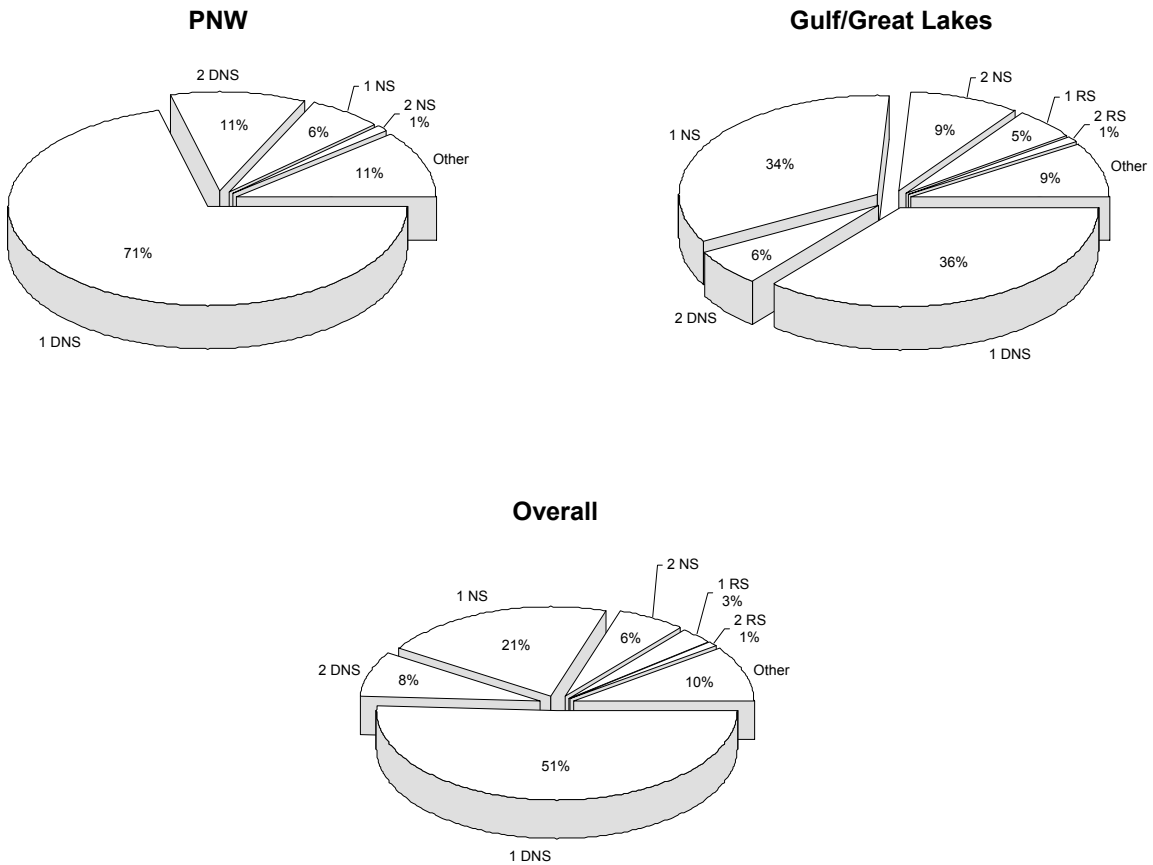 PNW
2 DNS
11%
1 NS
6%
2 NS
1%
Other
11%
71%
1 DNS
Gulf/Great Lakes
1 NS
34%
2 NS
9%
1 RS
5%
2 RS
1%
Other
9%
6%
2 DNS
36%
1 DNS
Overall
1 NS
21%
2 NS
6%
1 RS
3%
2 RS
1%
Other
10%
2 DNS
8%
51%
1 DNS